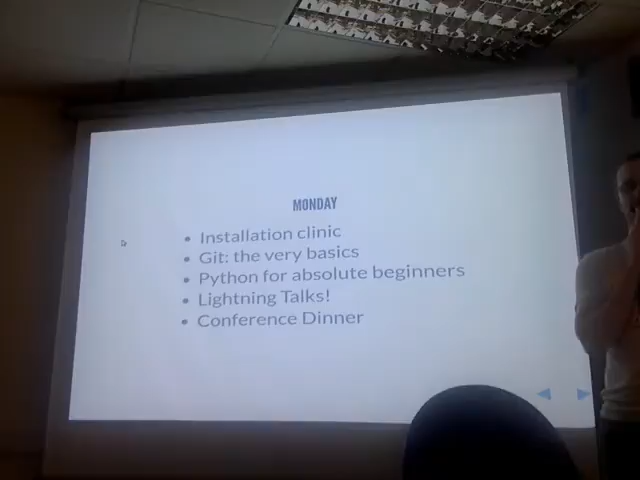 MONDAY
Installation clinic
Git: the very basics
Python for absolute beginners
Lightning Talks!
Conference Dinner